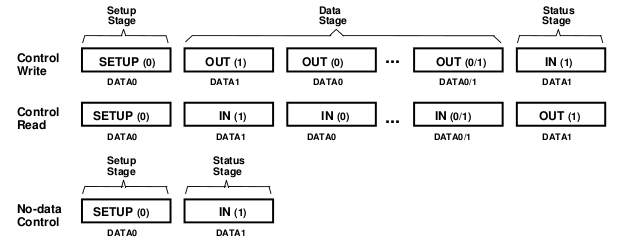 Setup Stage Data Stage Status Stage
Control Write SETUP (0) OUT (1) OUT (0) ... OUT (0/1) IN (1)
DATA0 DATA1 DATA0 DATA0/1 DATA1
Control Read SETUP (0) IN (1) IN (0) ... IN (0/1) OUT (1)
DATA0 DATA1 DATA0 DATA0/1 DATA1
Setup Stage Status Stage
No-data Control SETUP (0) IN (1)
DATA0 DATA1